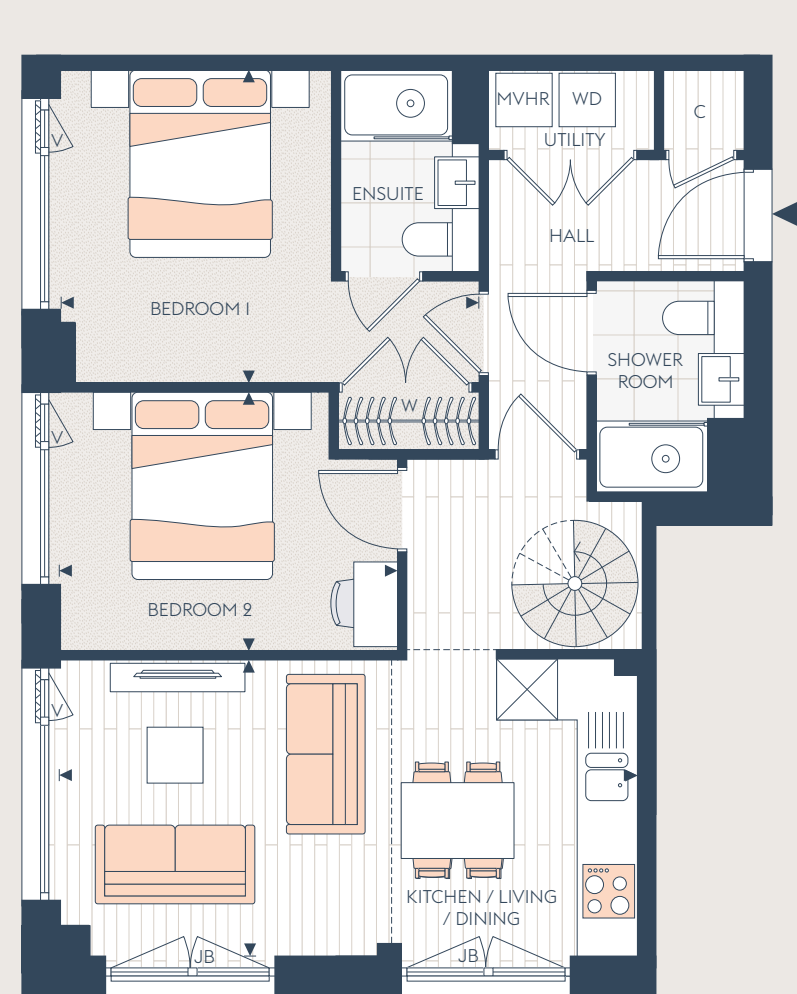 MVHR
WD
C
V
UTILITY
ENSUITE
HALL
BEDROOM 1
SHOWER
ROOM
W
V
BEDROOM 2
V
KITCHEN / LIVING
/ DINING
JB
JB